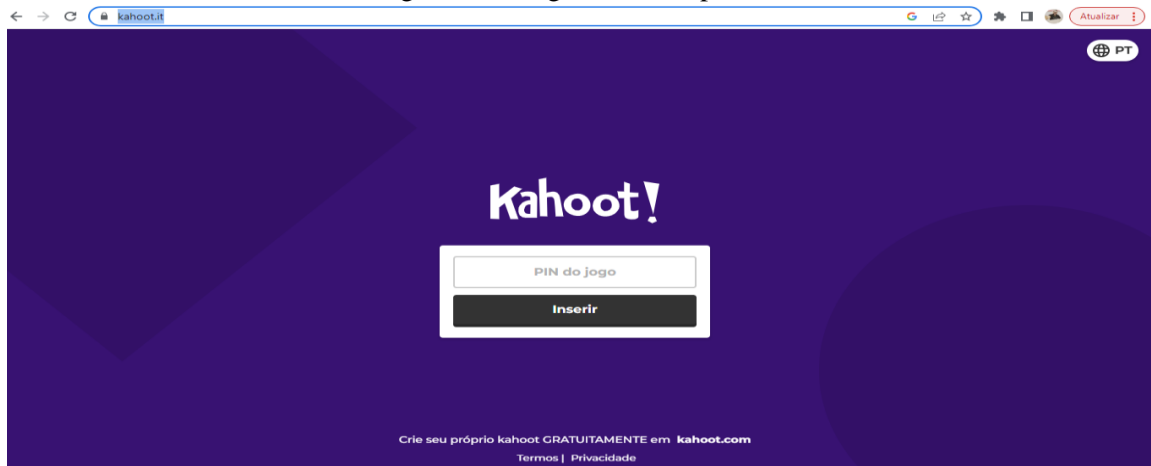 kahoot.it
Atualizar
PT
Kahoot!
PIN do jogo
Inserir
Crie seu próprio kahoot GRATUITAMENTE em kahoot.com
Termos | Privacidade